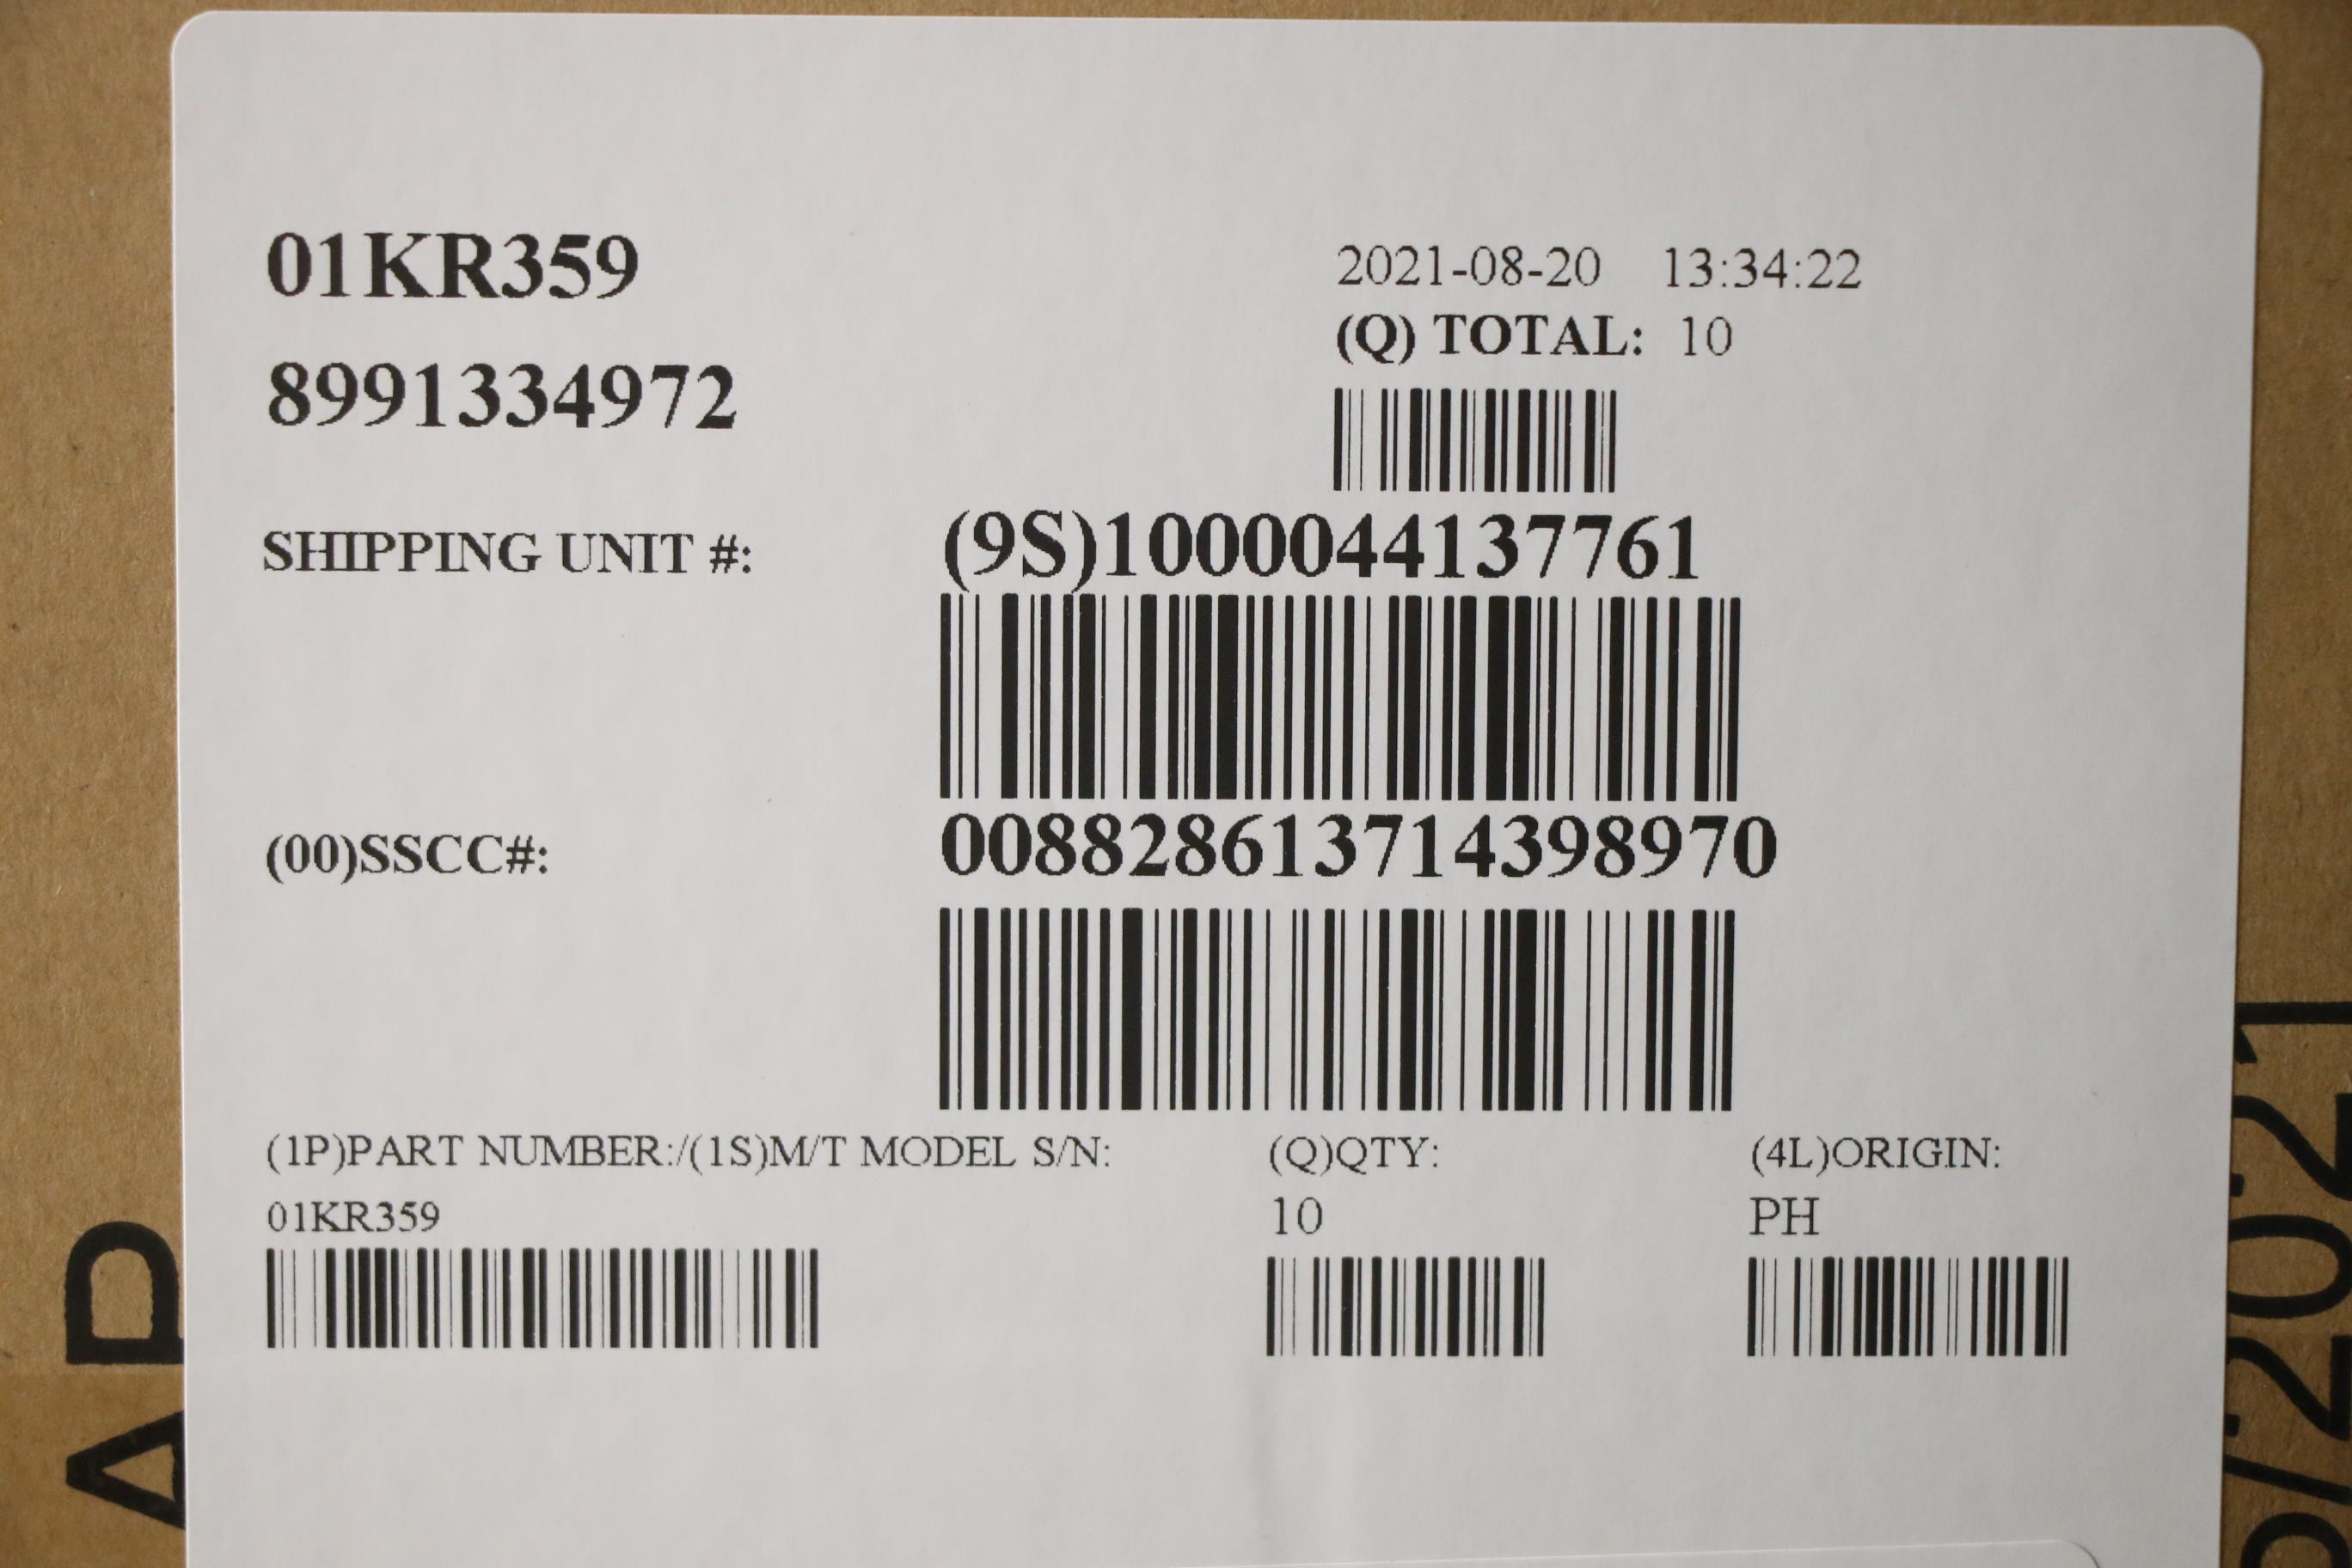 01KR359
2021-08-20 13:34:22
(Q) TOTAL: 10
8991334972
SHIPPING UNIT #: (9S)1000044137761
(00)SSCC#: 008828613714398970
(1P)PART NUMBER:/(1S)M/T MODEL S/N: (Q)QTY: (4L)ORIGIN:
01KR359 10 PH